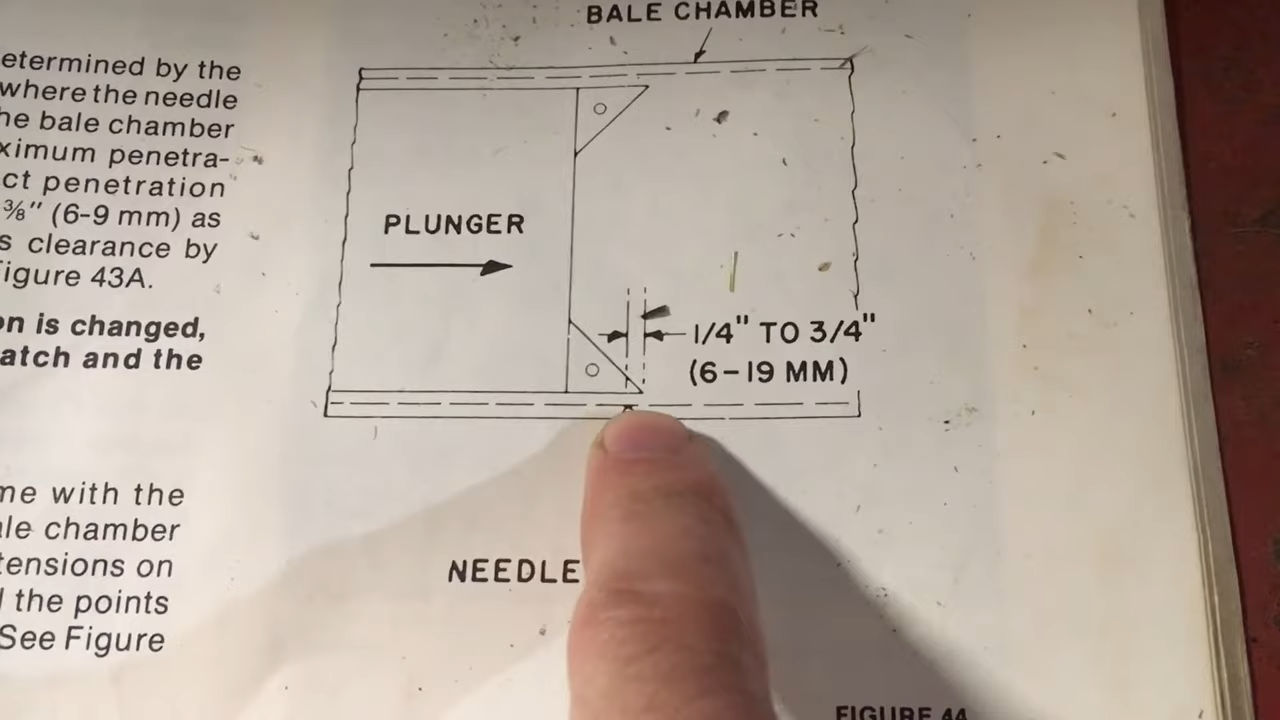 etermined by the
where the needle
he bale chamber
ximum penetra-
ct penetration
3/8" (6-9 mm) as
s clearance by
igure 43A.
on is changed,
atch and the
me with the
ale chamber
tensions on
the points
See Figure
BALE CHAMBER
PLUNGER
1/4" TO 3/4"
(6-19 MM)
NEEDLE
FIGURE 44